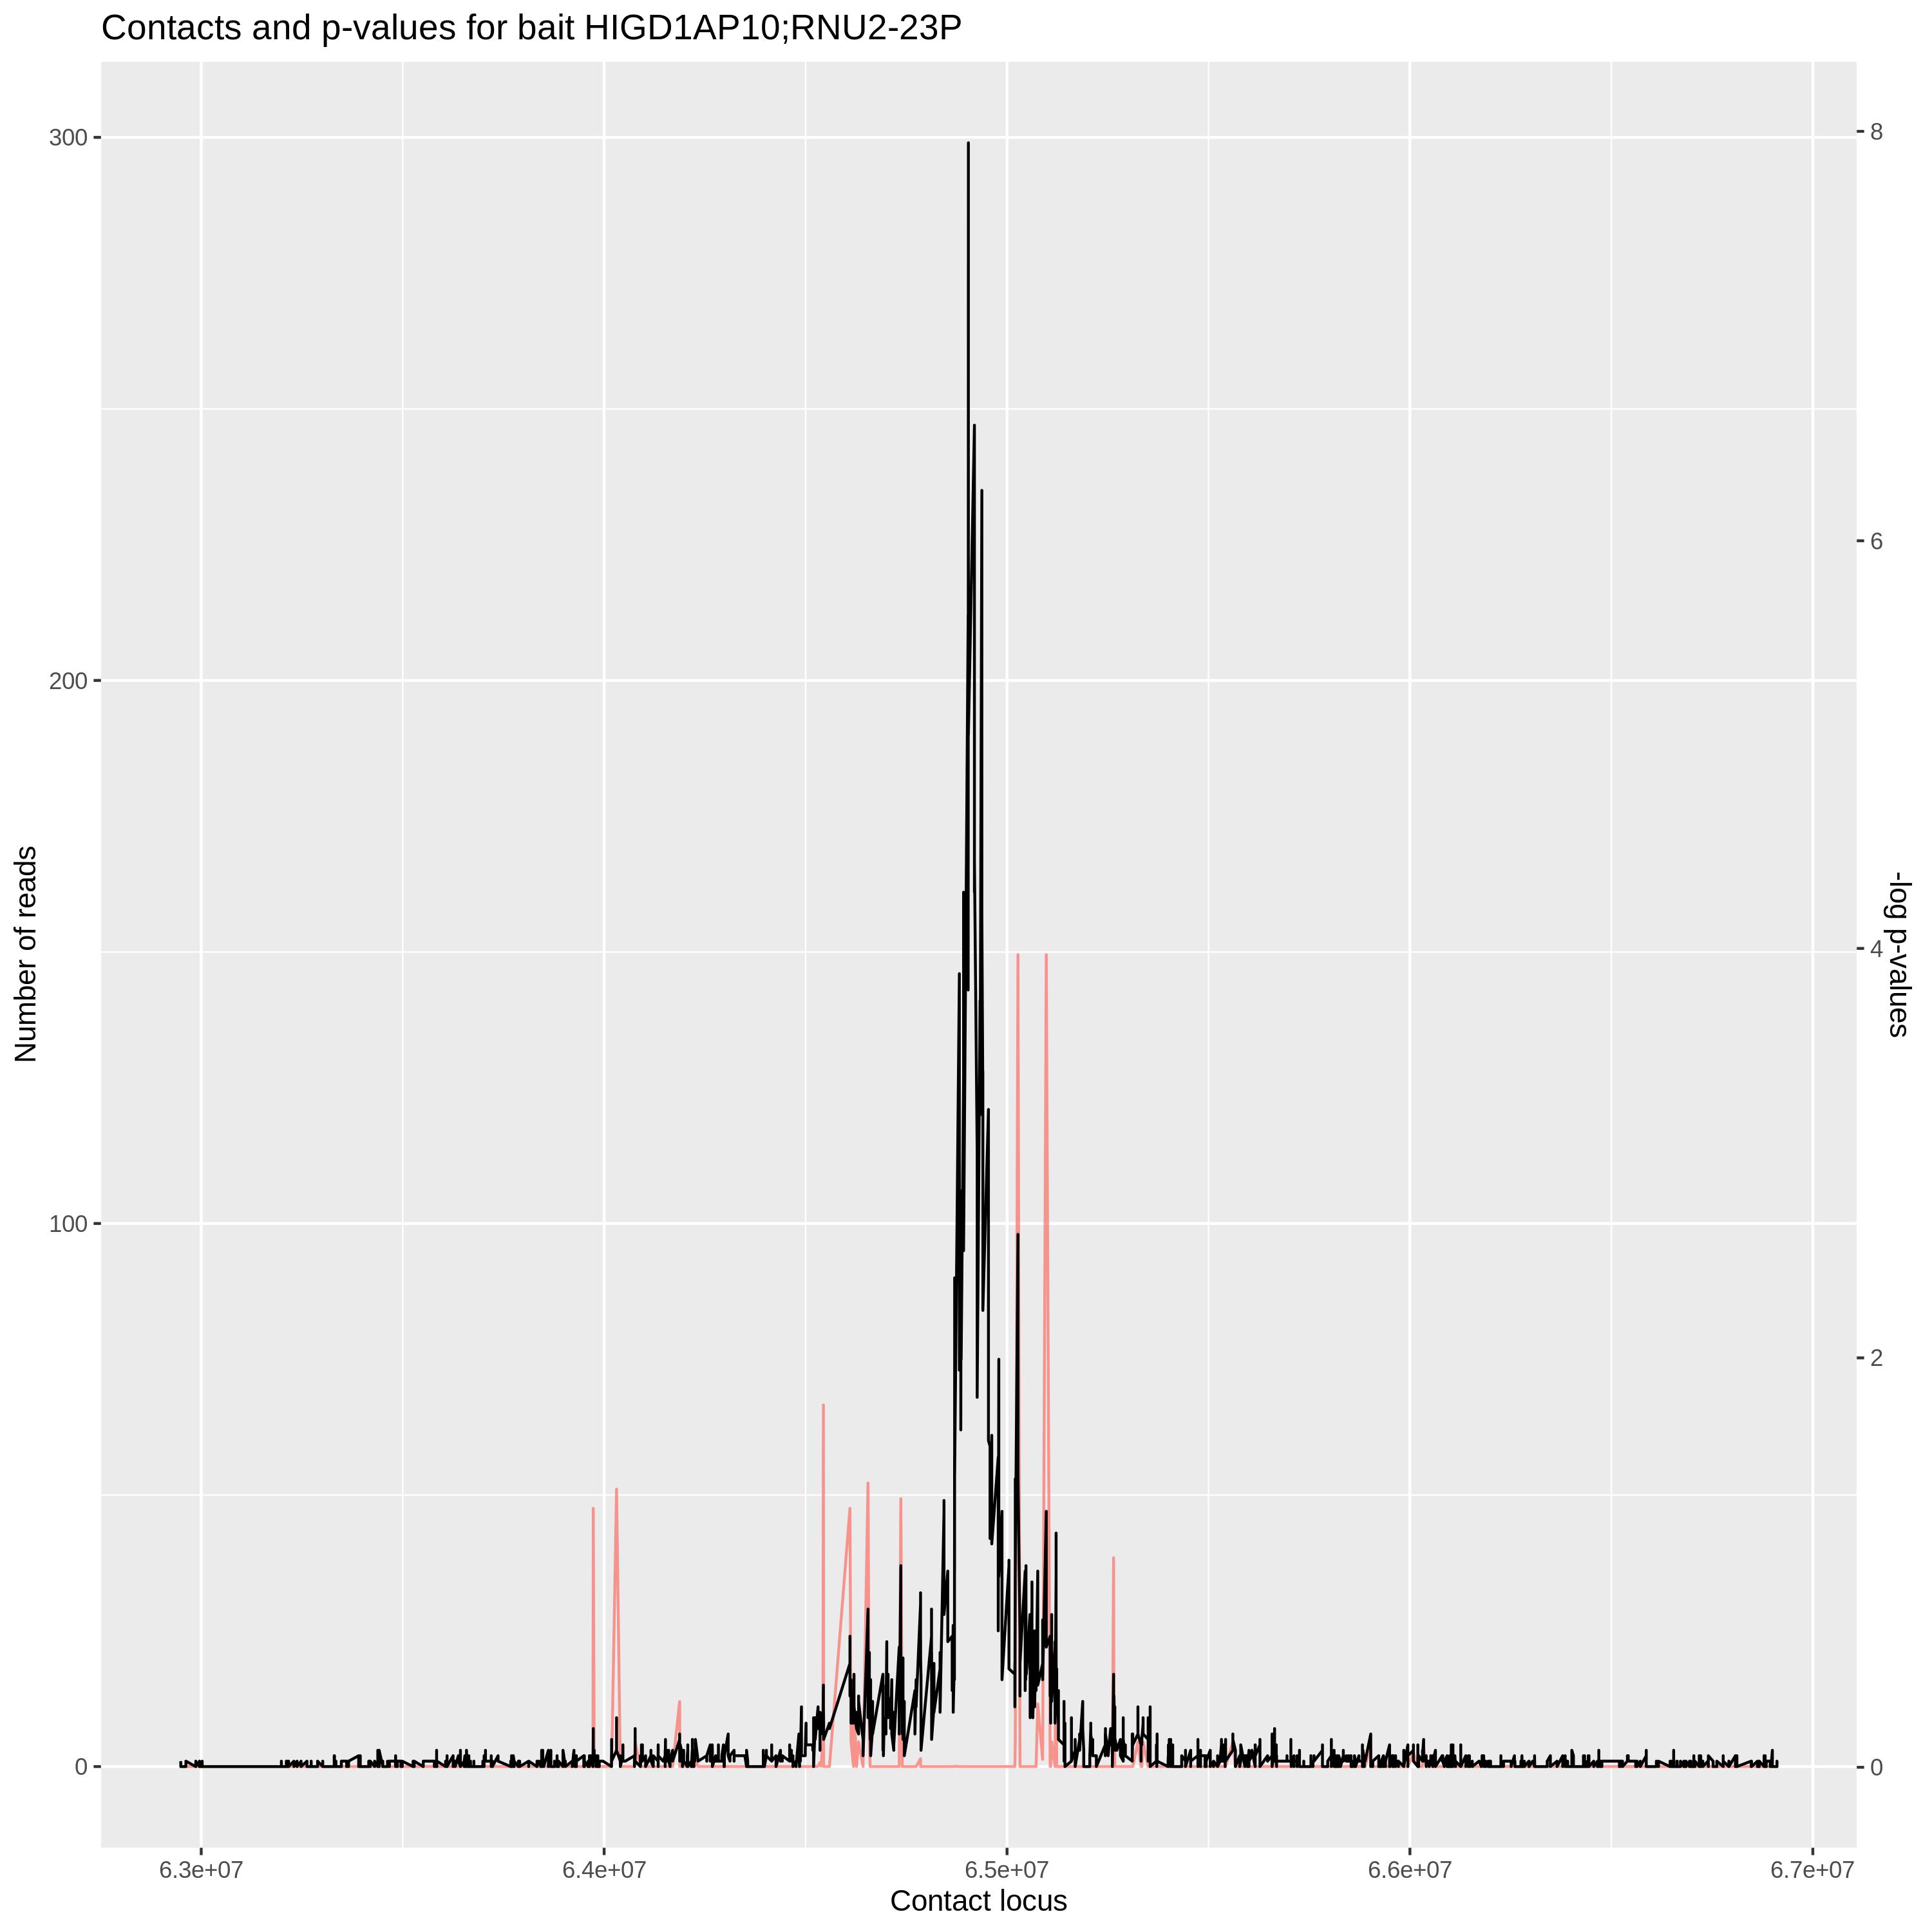 Contacts and p-values for bait HIGD1AP10;RNU2-23P
300
200
100
0
Number of reads
8
6
4
2
0
-log p-values
6.3e+07
6.4e+07
6.5e+07
6.6e+07
6.7e+07
Contact locus